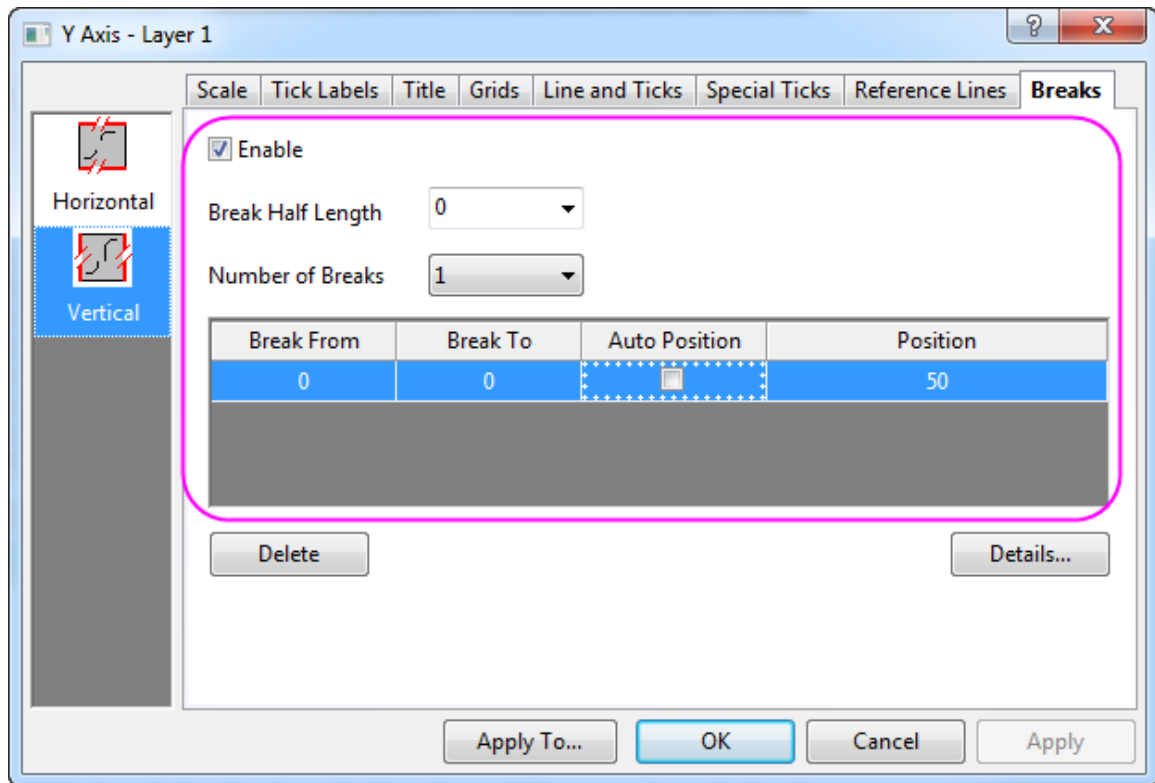 Y Axis - Layer 1
Scale Tick Labels Title Grids Line and Ticks Special Ticks Reference Lines Breaks
Horizontal
Vertical
Enable
Break Half Length 0
Number of Breaks 1
Break From Break To Auto Position Position
0 0 50
Delete Details...
Apply To... OK Cancel Apply